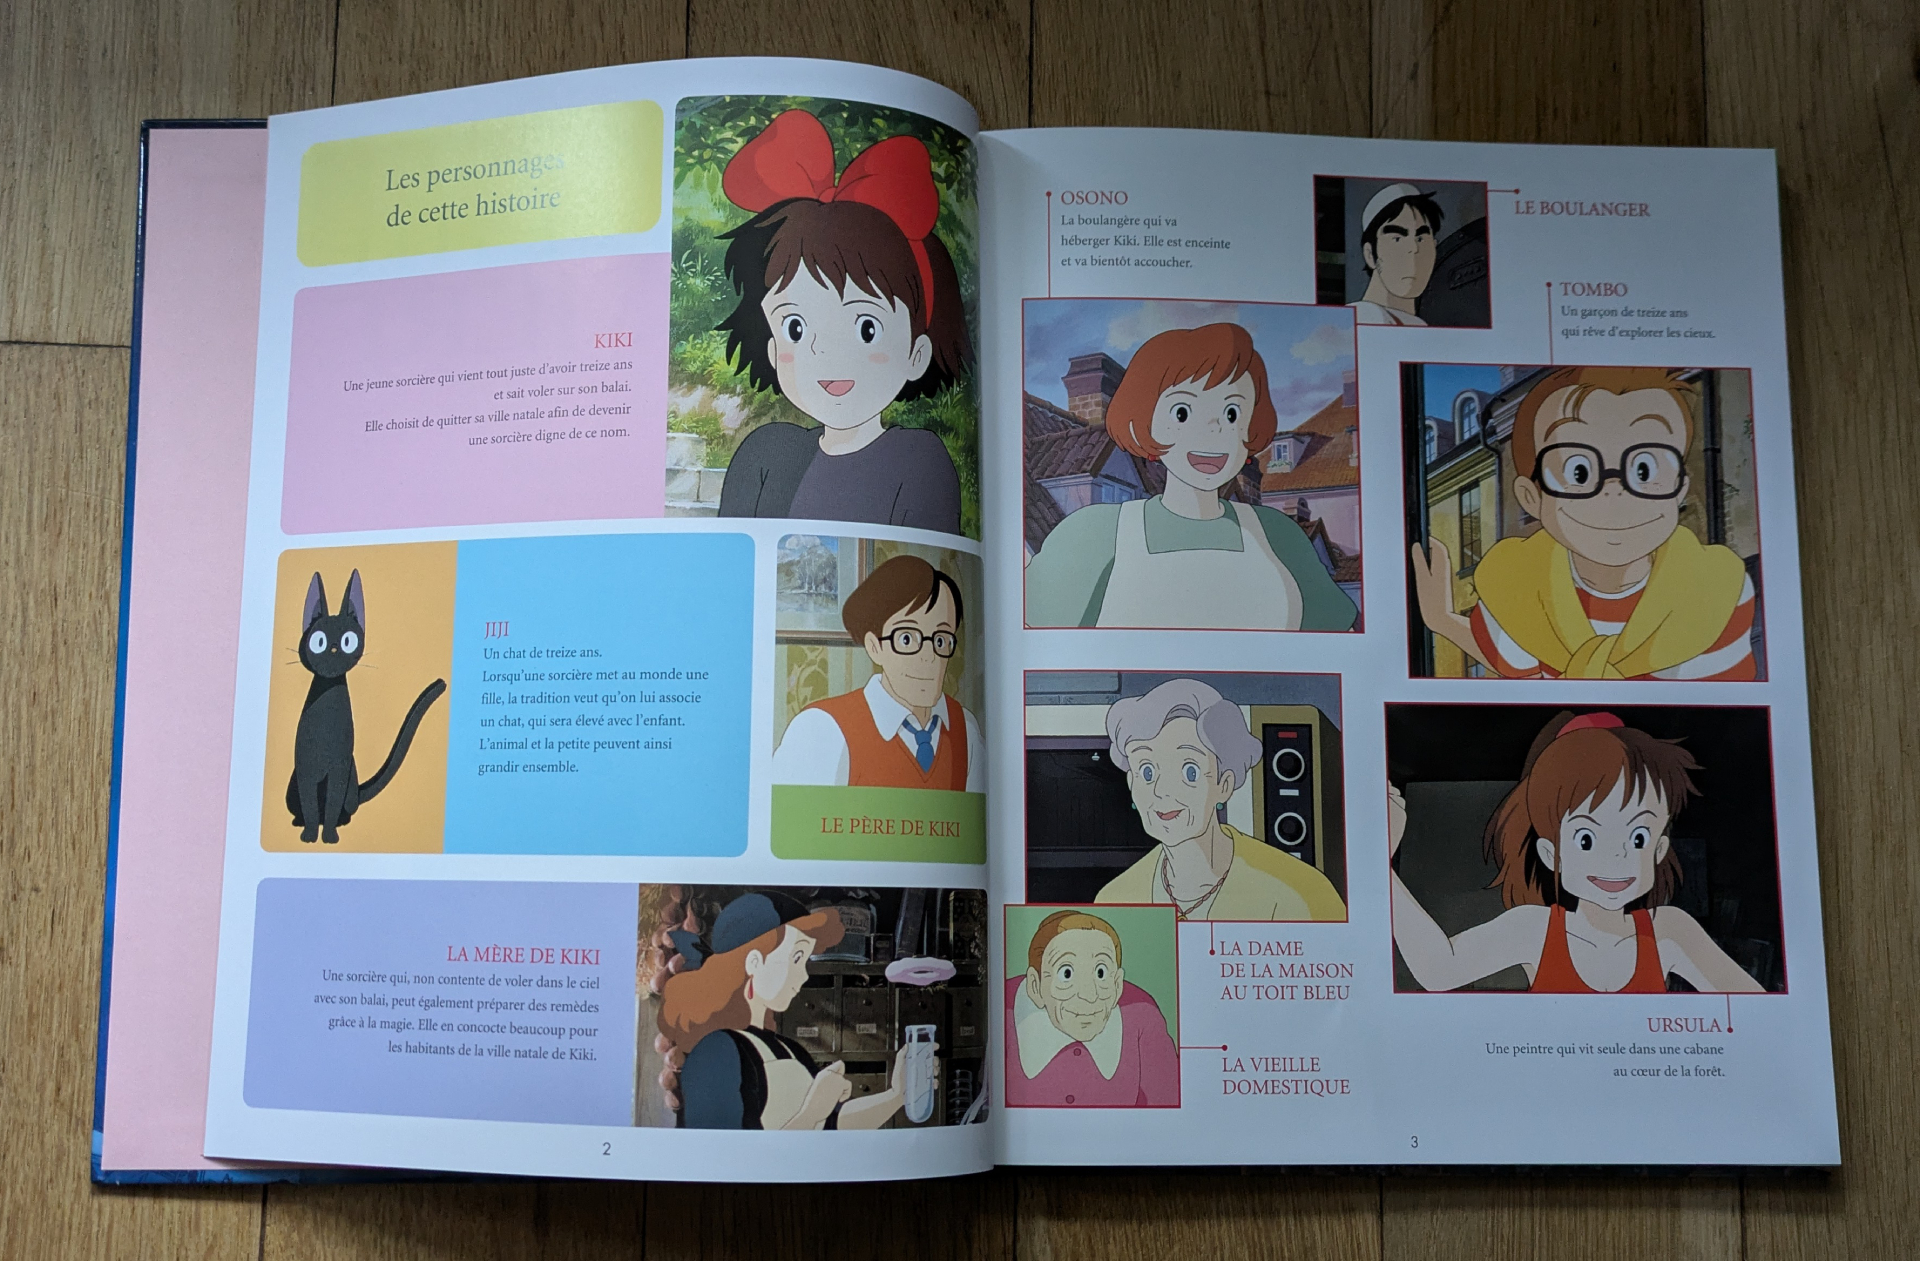 Les personnages
de cette histoire
KIKI
Une jeune sorcière qui vient tout juste d'avoir treize ans
et sait voler sur son balai.
Elle choisit de quitter sa ville natale afin de devenir
une sorcière digne de ce nom.
JIJI
Un chat de treize ans.
Lorsqu'une sorcière met au monde une
fille, la tradition veut qu'on lui associe
un chat, qui sera élevé avec l'enfant.
L'animal et la petite peuvent ainsi
grandir ensemble.
LE PÈRE DE KIKI
LA MÈRE DE KIKI
Une sorcière qui, non contente de voler dans le ciel
avec son balai, peut également préparer des remèdes
grâce à la magie. Elle en concocte beaucoup pour
les habitants de la ville natale de Kiki.
2
OSONO
La boulangère qui va
héberger Kiki. Elle est enceinte
et va bientôt accoucher.
LE BOULANGER
TOMBO
Un garçon de treize ans
qui rêve d'explorer les cieux.
LA DAME
DE LA MAISON
AU TOIT BLEU
LA VIEILLE
DOMESTIQUE
URSULA
Une peintre qui vit seule dans une cabane
au cœur de la forêt.
3